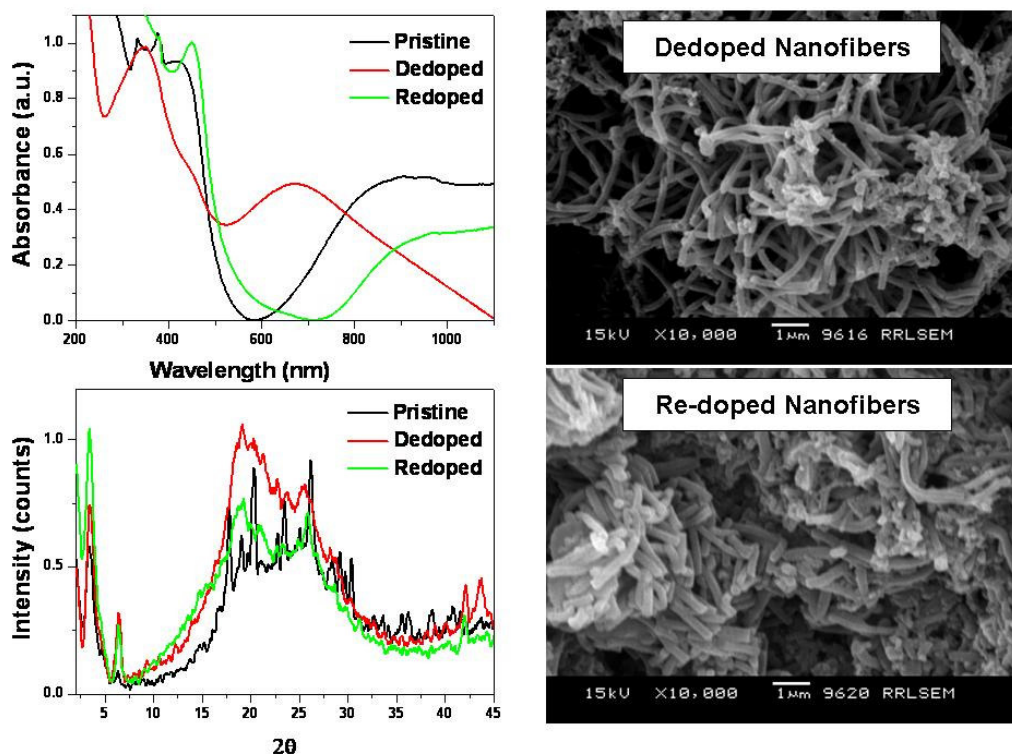 Absorbance (a.u.)
1.0
0.8
0.6
0.4
0.2
0.0
Pristine
Dedoped
Redoped
200 400 600 800 1000
Wavelength (nm)
Intensity (counts)
1.0
0.5
1.0
Pristine
Dedoped
Redoped
5 10 15 20 25 30 35 40 45
2θ
Dedoped Nanofibers
15kV X10,000 1μm 9616 RRLSEM
Re-doped Nanofibers
15kV X10,000 1μm 9620 RRLSEM